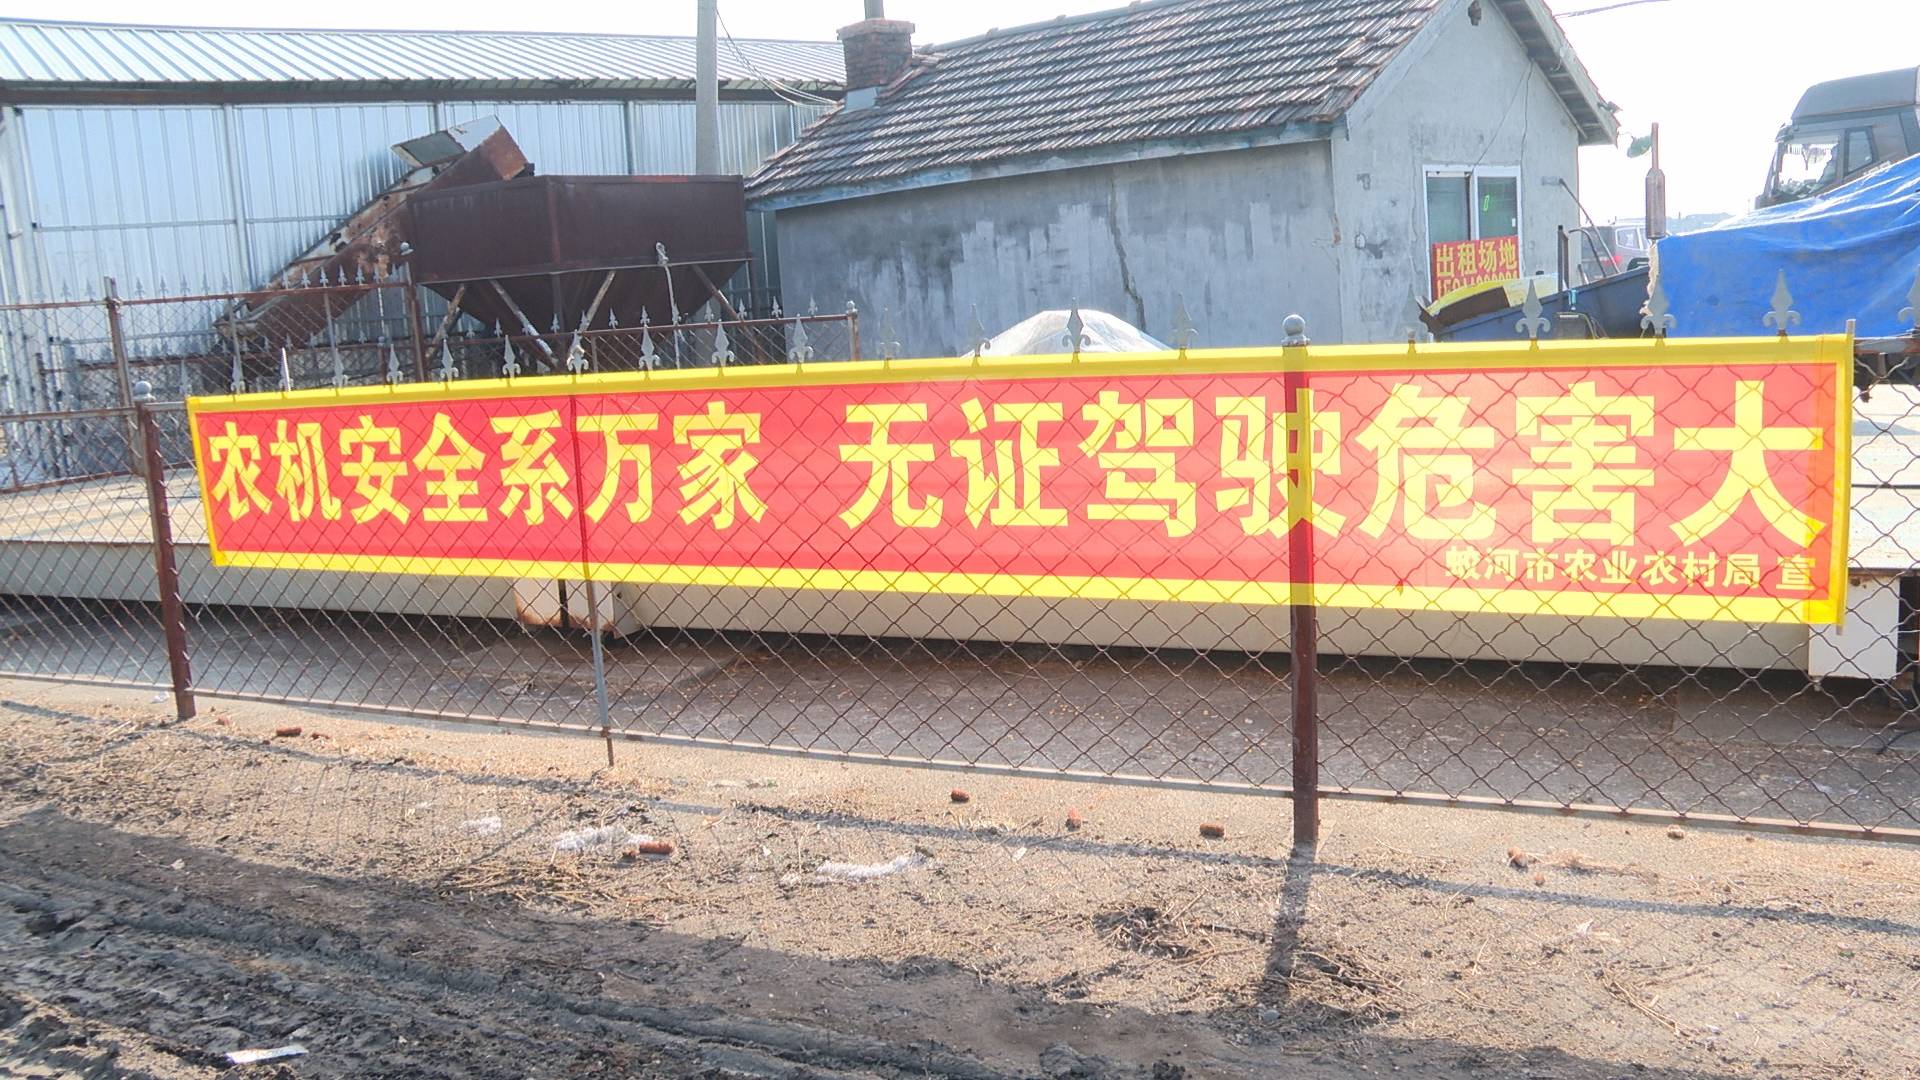 农机安全系万家 无证驾驶危害大
蛟河市农业农村局 宣
出租场地